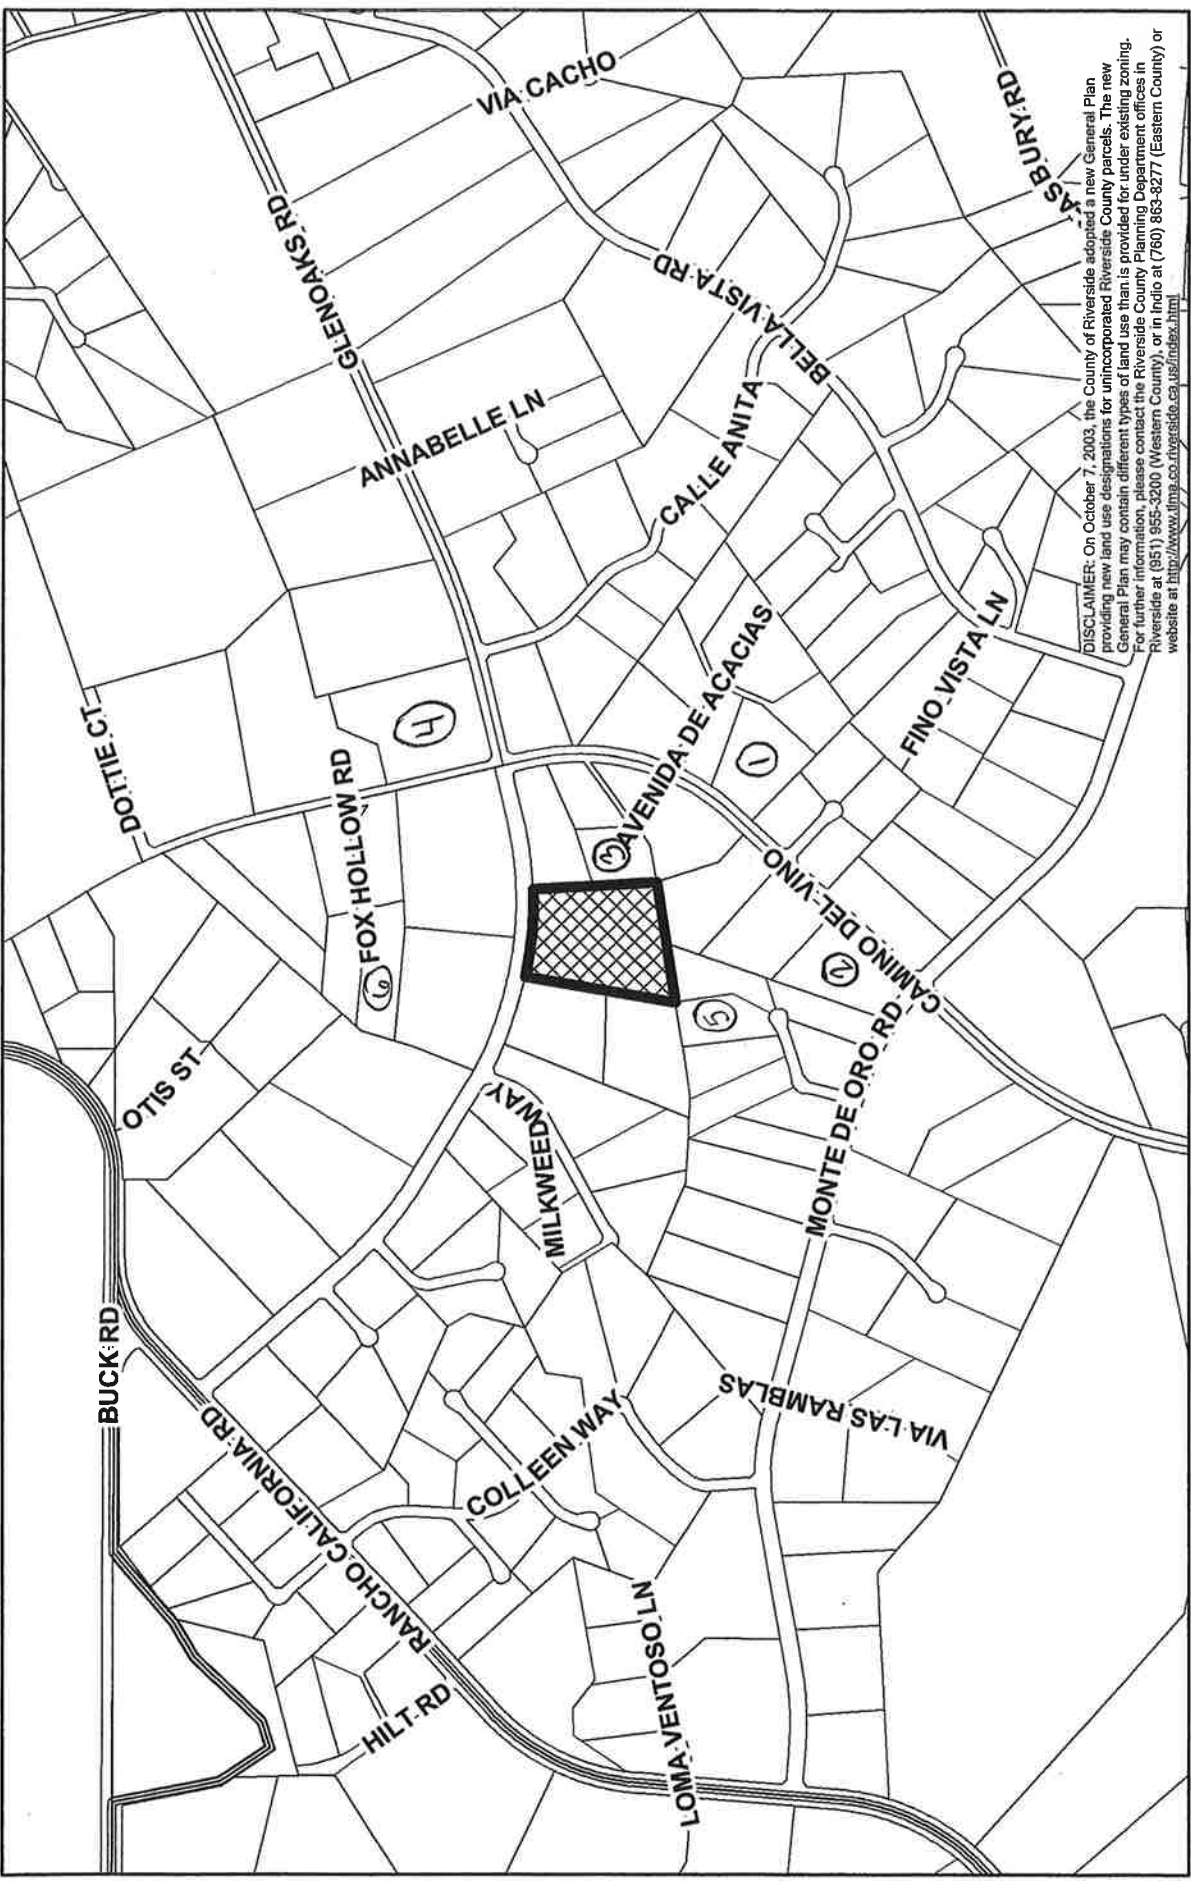 VIA CACHO
GLENOAKS RD
LAS BURY RD
BELLA VISTA RD
ANNABELLE LN
CALLE ANITA
DOTTIE CT
FOX HOLLOW RD
4
AVENIDA DE ACACIAS
1
FINO VISTA LN
3
CAMINO DEL VINO
2
6
5
OTIS ST
MILKWEED WAY
MONTE DE ORO RD
BUCK RD
RANCHO CALIFORNIA RD
COLLEEN WAY
VIA LAS RAMBLAS
HILT RD
LOMA VENTOSO LN
DISCLAIMER: On October 7, 2003, the County of Riverside adopted a new General Plan
providing new land use designations for unincorporated Riverside County parcels. The new
General Plan may contain different types of land use than is provided for under existing zoning.
For further information, please contact the Riverside County Planning Department offices in
Riverside at (951) 955-3200 (Western County), or in Indio at (760) 863-8277 (Eastern County) or
website at http://www.tlma.co.riverside.ca.us/index.html